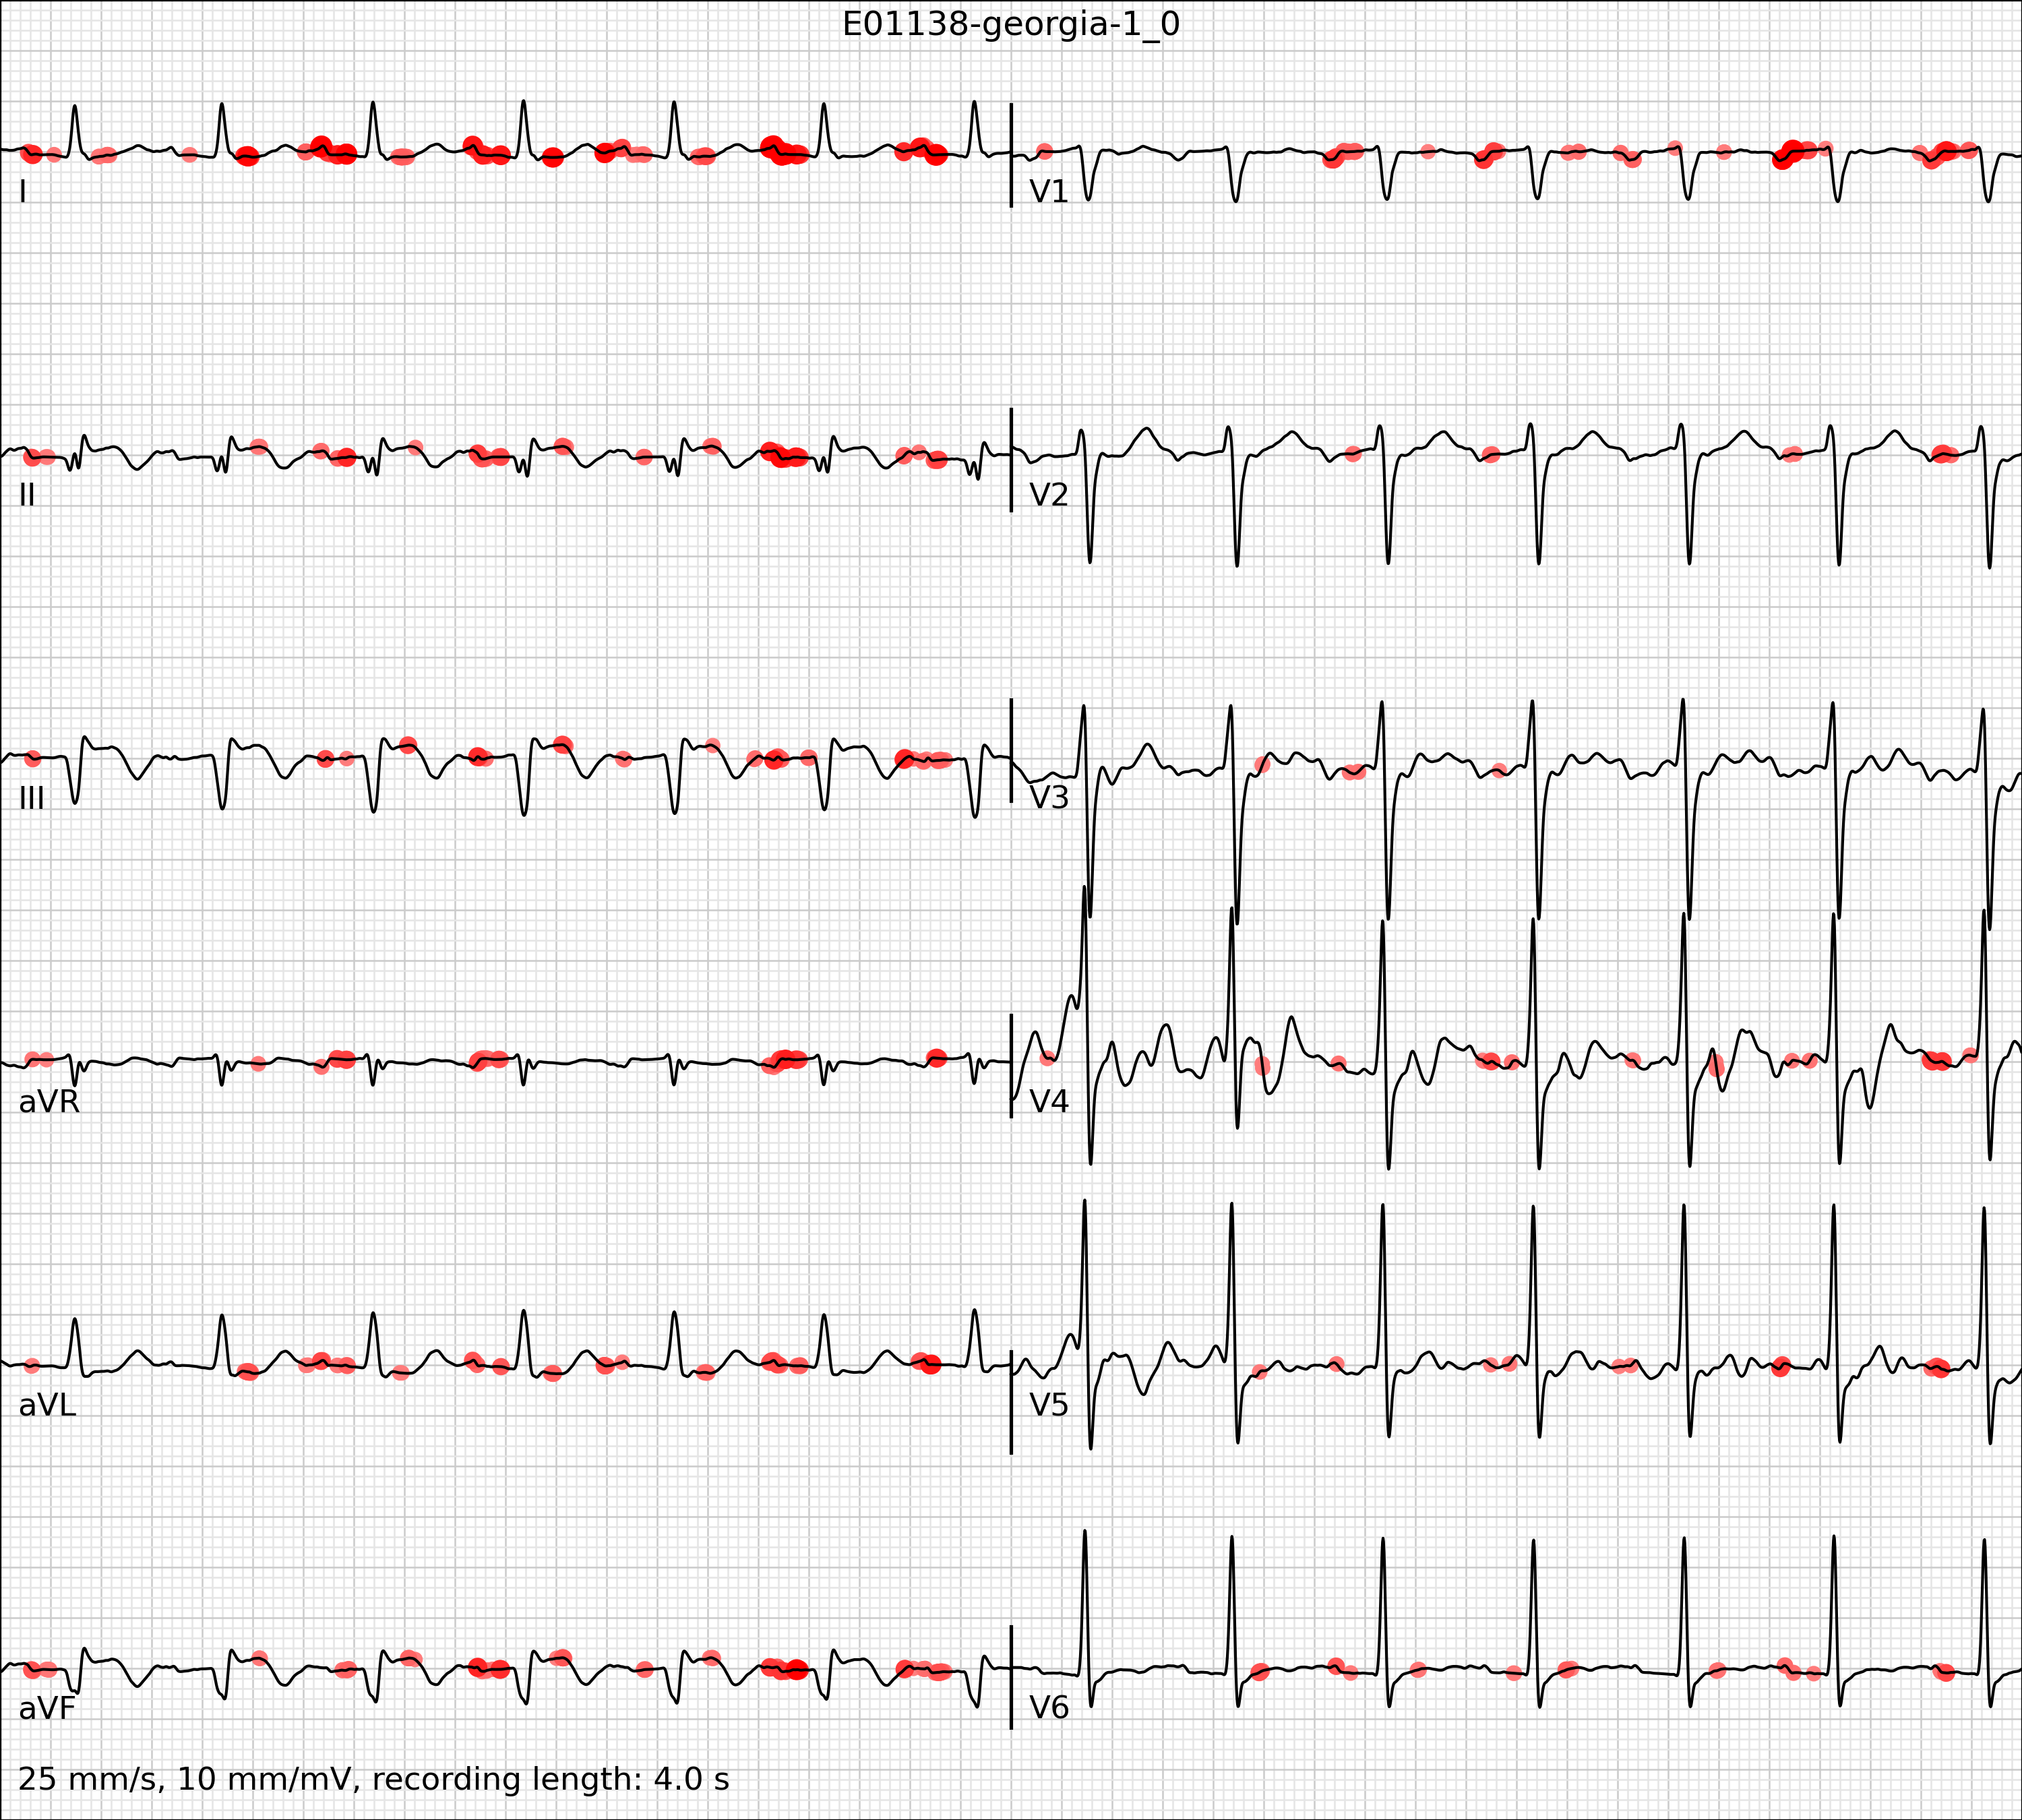 E01138-georgia-1_0
I
V1
II
V2
III
V3
aVR
V4
aVL
V5
aVF
V6
25 mm/s, 10 mm/mV, recording length: 4.0 s